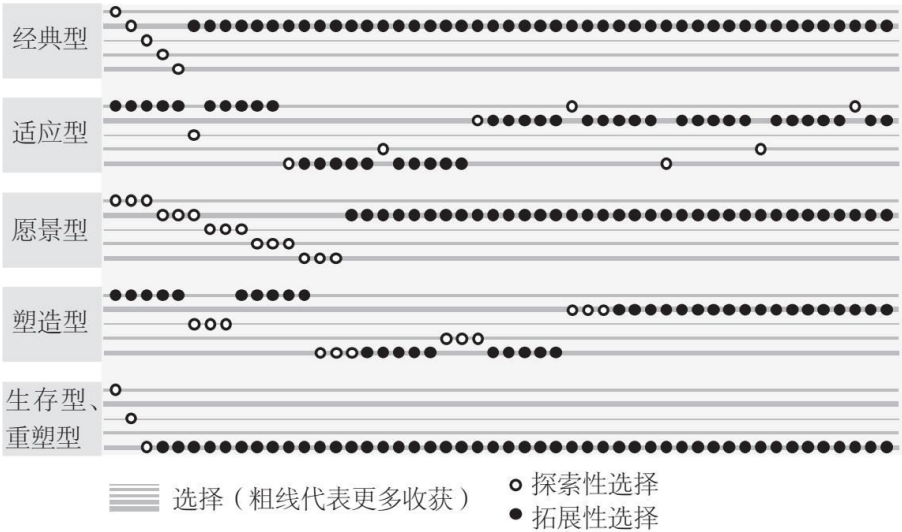 经典型
适应型
愿景型
塑造型
生存型、
重塑型
选择（粗线代表更多收获）
探索性选择
拓展性选择